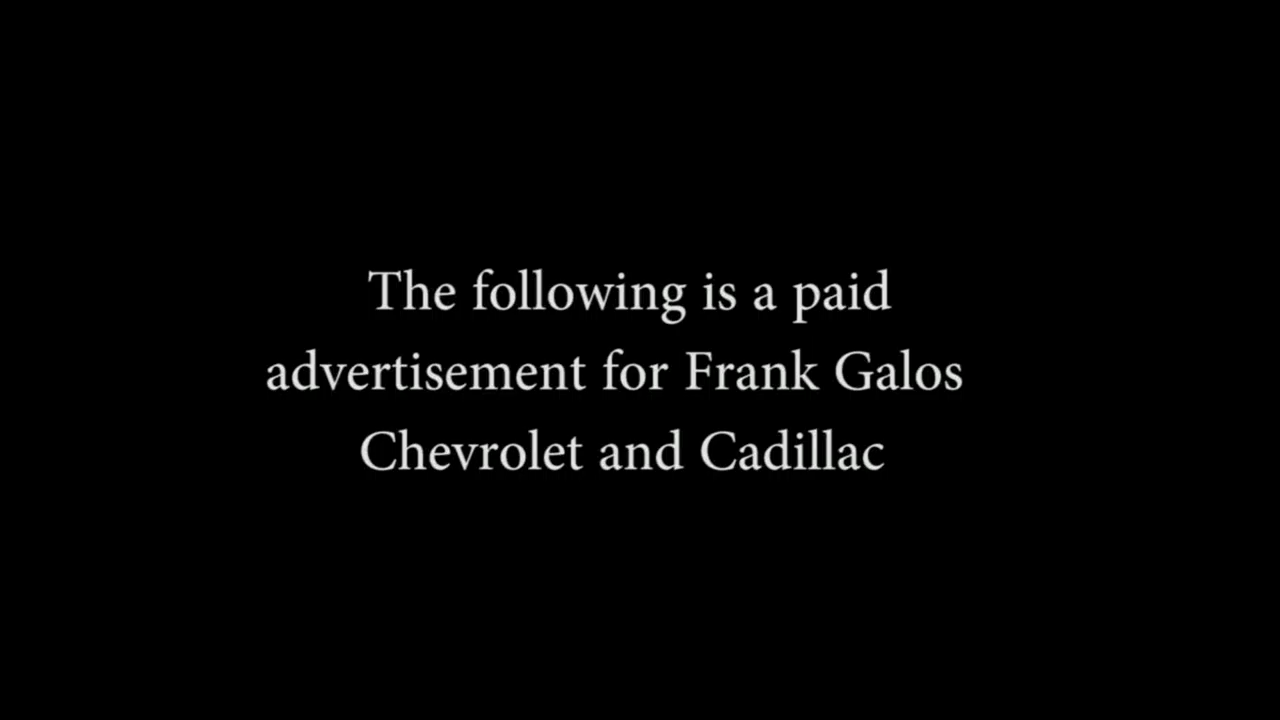 The following is a paid
advertisement for Frank Galos
Chevrolet and Cadillac